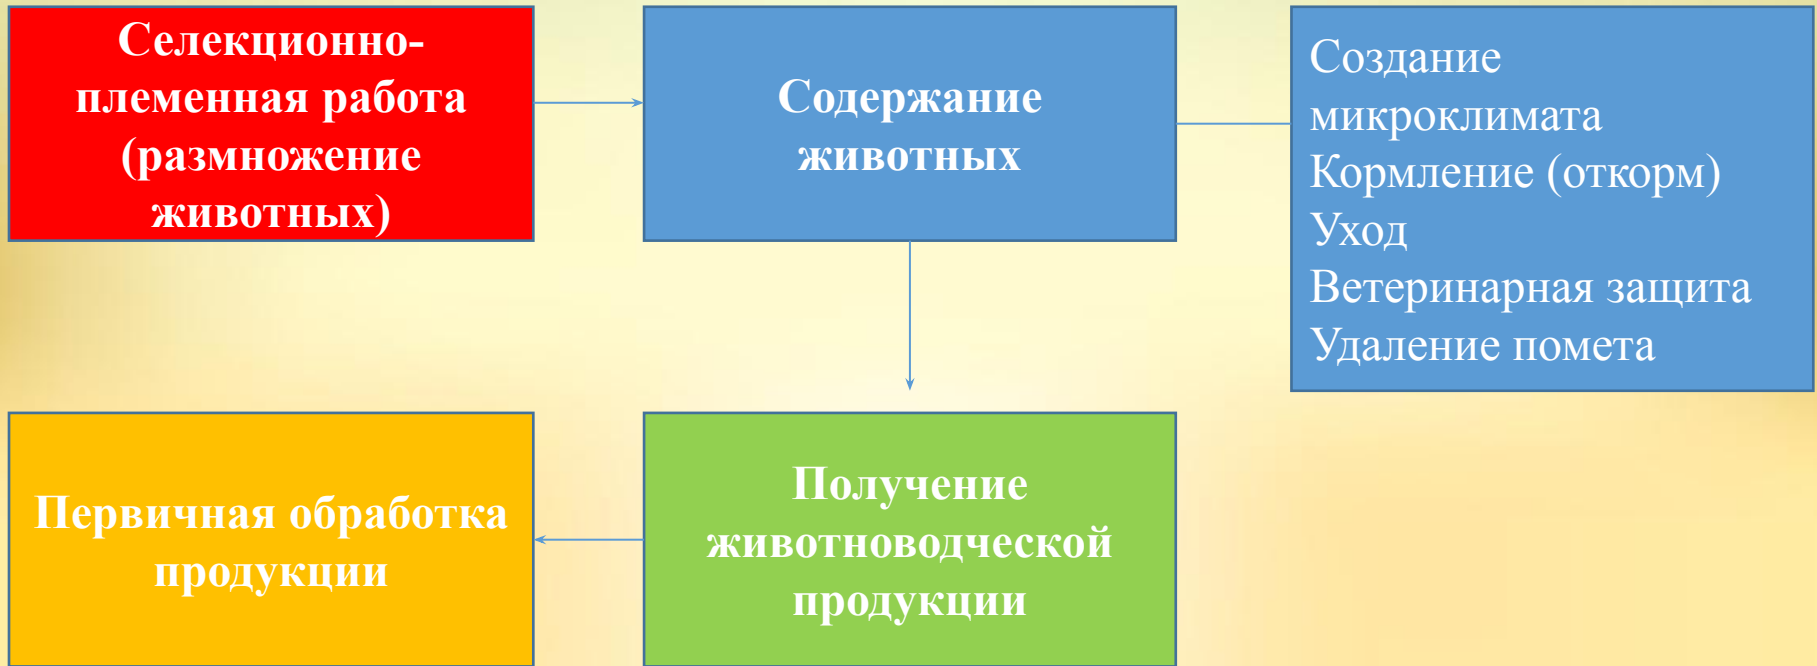 Селекционно-
племенная работа
(размножение
животных)
Содержание
животных
Создание
микроклимата
Кормление (откорм)
Уход
Ветеринарная защита
Удаление помета
Первичная обработка
продукции
Получение
животноводческой
продукции